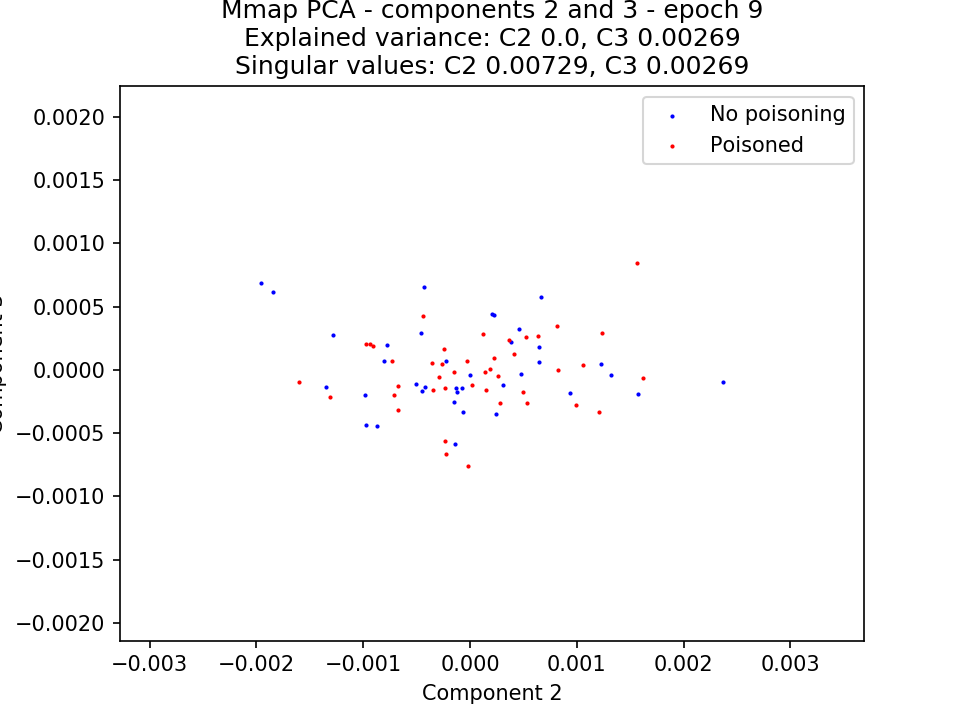 Mmap PCA - components 2 and 3 - epoch 9
Explained variance: C2 0.0, C3 0.00269
Singular values: C2 0.00729, C3 0.00269
No poisoning
Poisoned
0.0020
0.0015
0.0010
0.0005
0.0000
−0.0005
−0.0010
−0.0015
−0.0020
−0.003 −0.002 −0.001 0.000 0.001 0.002 0.003
Component 2